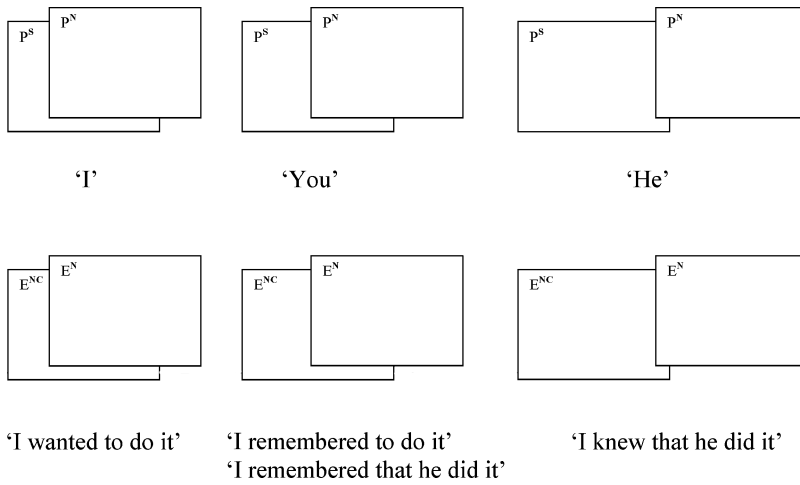 P^S P^N P^S P^N P^S P^N
‘I’ ‘You’ ‘He’
E^NC E^N E^NC E^N E^NC E^N
‘I wanted to do it’ ‘I remembered to do it’ ‘I knew that he did it’
‘I remembered that he did it’